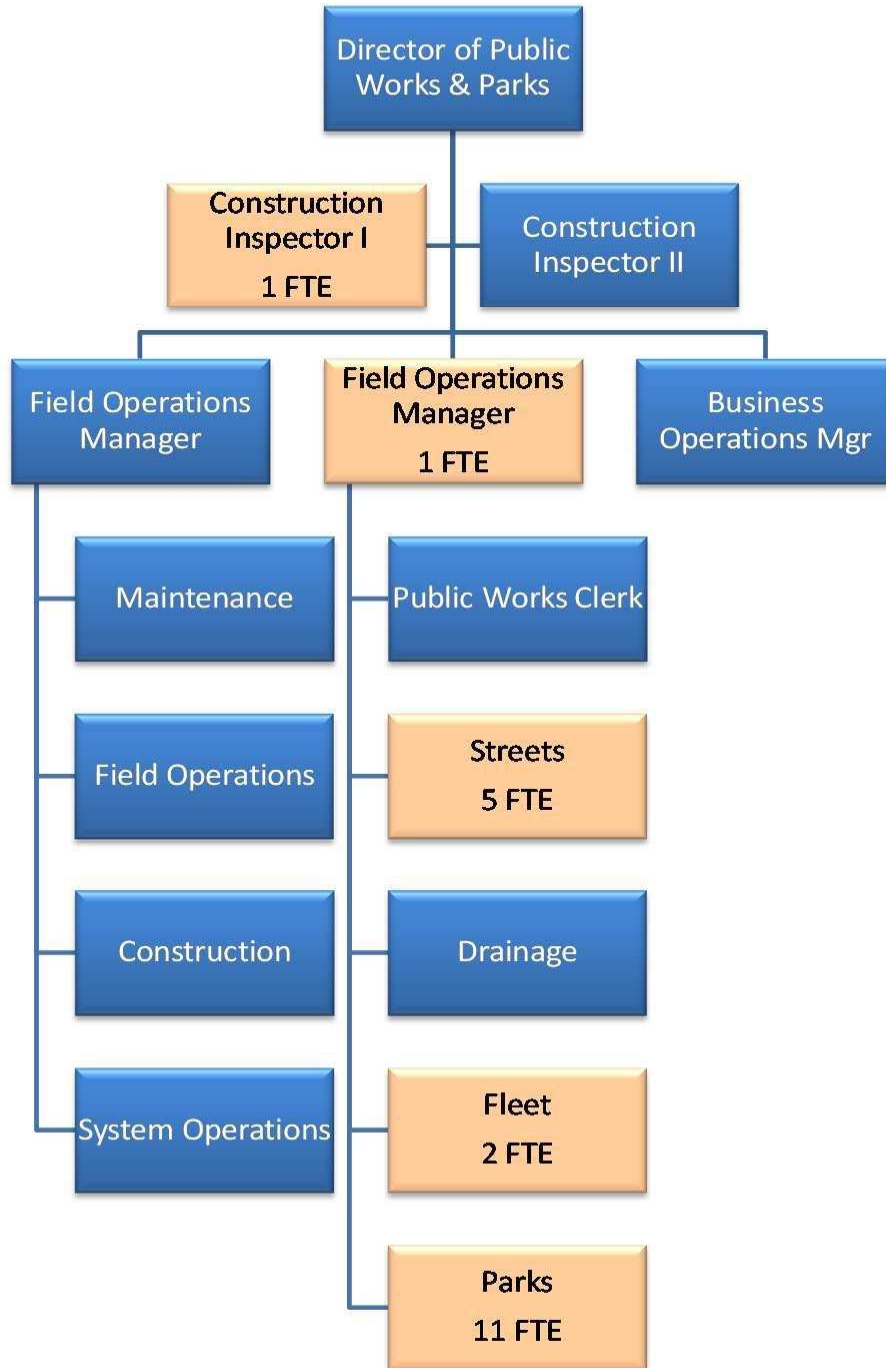 Director of Public
Works & Parks
Construction
Inspector I
1 FTE
Construction
Inspector II
Field Operations
Manager
Field Operations
Manager
1 FTE
Business
Operations Mgr
Maintenance
Public Works Clerk
Field Operations
Streets
5 FTE
Construction
Drainage
System Operations
Fleet
2 FTE
Parks
11 FTE